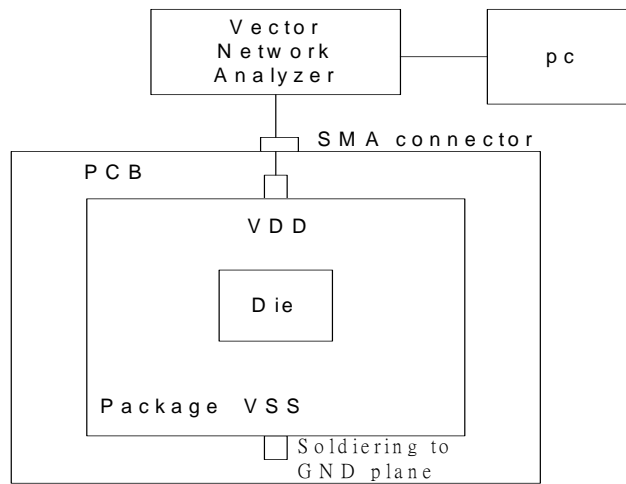 Vector
Network
Analyzer
pc
SMA connector
PCB
VDD
Die
Package VSS
Soldiering to
GND plane